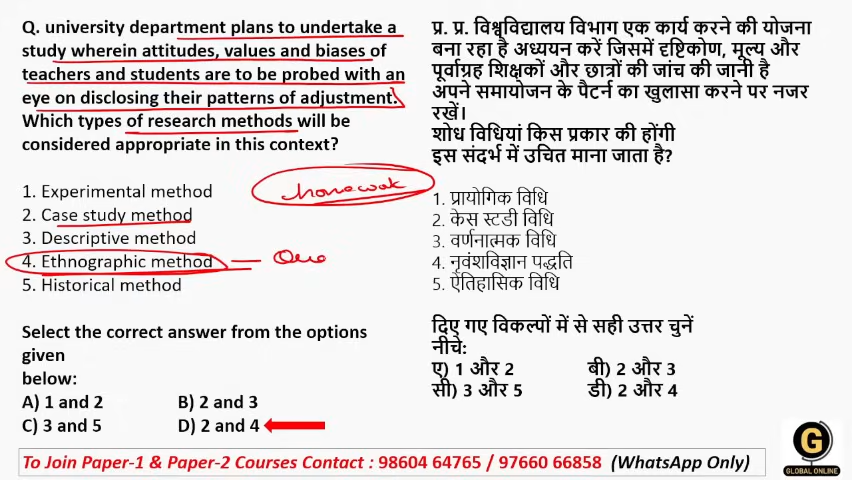 Q. university department plans to undertake a
study wherein attitudes, values and biases of
teachers and students are to be probed with an
eye on disclosing their patterns of adjustment.
Which types of research methods will be
considered appropriate in this context?
1. Experimental method
2. Case study method
3. Descriptive method
4. Ethnographic method
5. Historical method
Select the correct answer from the options
given
below:
A) 1 and 2 B) 2 and 3
C) 3 and 5 D) 2 and 4
प्र. प्र. विश्वविद्यालय विभाग एक कार्य करने की योजना
बना रहा है अध्ययन करें जिसमें दृष्टिकोण, मूल्य और
पूर्वाग्रह शिक्षकों और छात्रों की जांच की जानी है
अपने समायोजन के पैटर्न का खुलासा करने पर नजर
रखें।
शोध विधियां किस प्रकार की होंगी
इस संदर्भ में उचित माना जाता है?
1. प्रायोगिक विधि
2. केस स्टडी विधि
3. वर्णनात्मक विधि
4. नृवंशविज्ञान पद्धति
5. ऐतिहासिक विधि
दिए गए विकल्पों में से सही उत्तर चुनें
नीचे:
ए) 1 और 2 बी) 2 और 3
सी) 3 और 5 डी) 2 और 4
G
GLOBAL ONLINE
To Join Paper-1 & Paper-2 Courses Contact : 98604 64765 / 97660 66858 (WhatsApp Only)